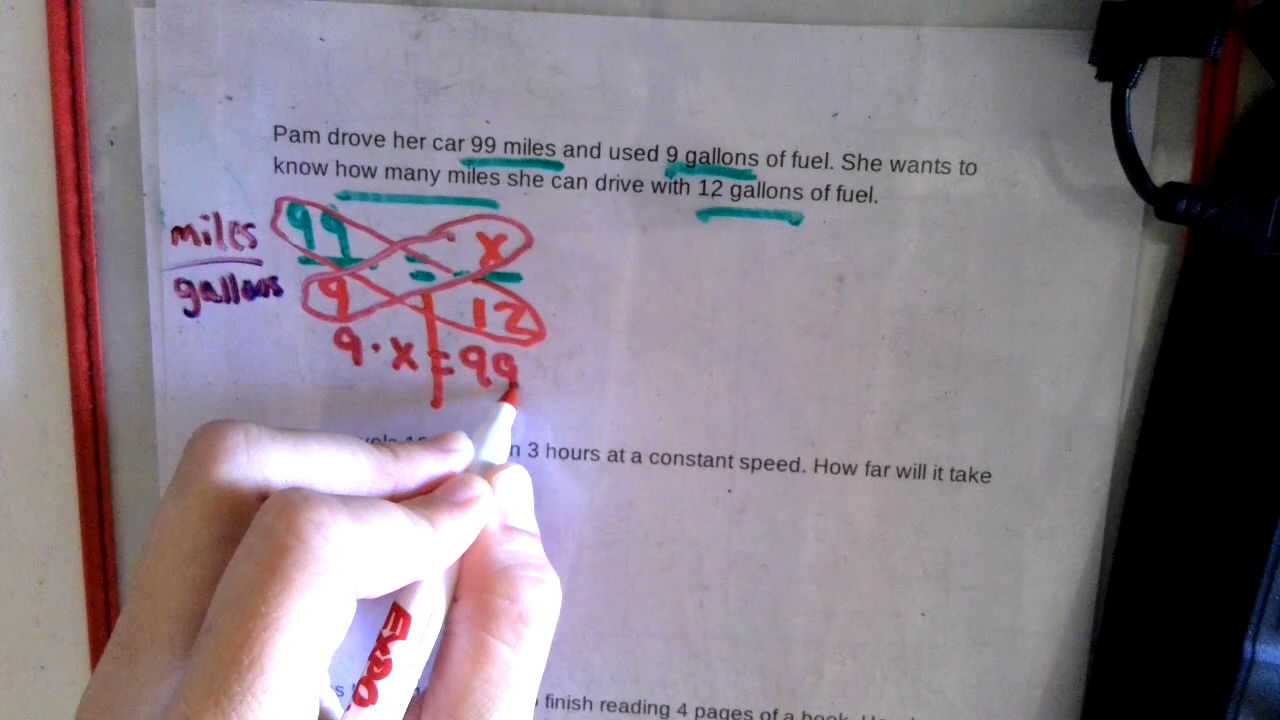 Pam drove her car 99 miles and used 9 gallons of fuel. She wants to
know how many miles she can drive with 12 gallons of fuel.
miles 99 = x
gallons 9 12
9 · x = 99
3 hours at a constant speed. How far will it take
finish reading 4 pages of a book.
EXPO